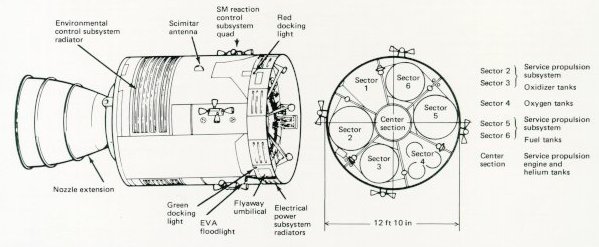 Environmental
control subsystem
radiator
Scimitar
antenna
SM reaction
control
subsystem
quad
Red
docking
light
Nozzle extension
Green
docking
light
EVA
floodlight
Flyaway
umbilical
Electrical
power
subsystem
radiators
Sector
1
Sector
6
Sector
5
Center
section
Sector
2
Sector
3
Sector
4
12 ft 10 in
Sector 2
Sector 3
Service propulsion
subsystem
Oxidizer tanks
Sector 4
Oxygen tanks
Sector 5
Sector 6
Service propulsion
subsystem
Fuel tanks
Center
section
Service propulsion
engine and
helium tanks